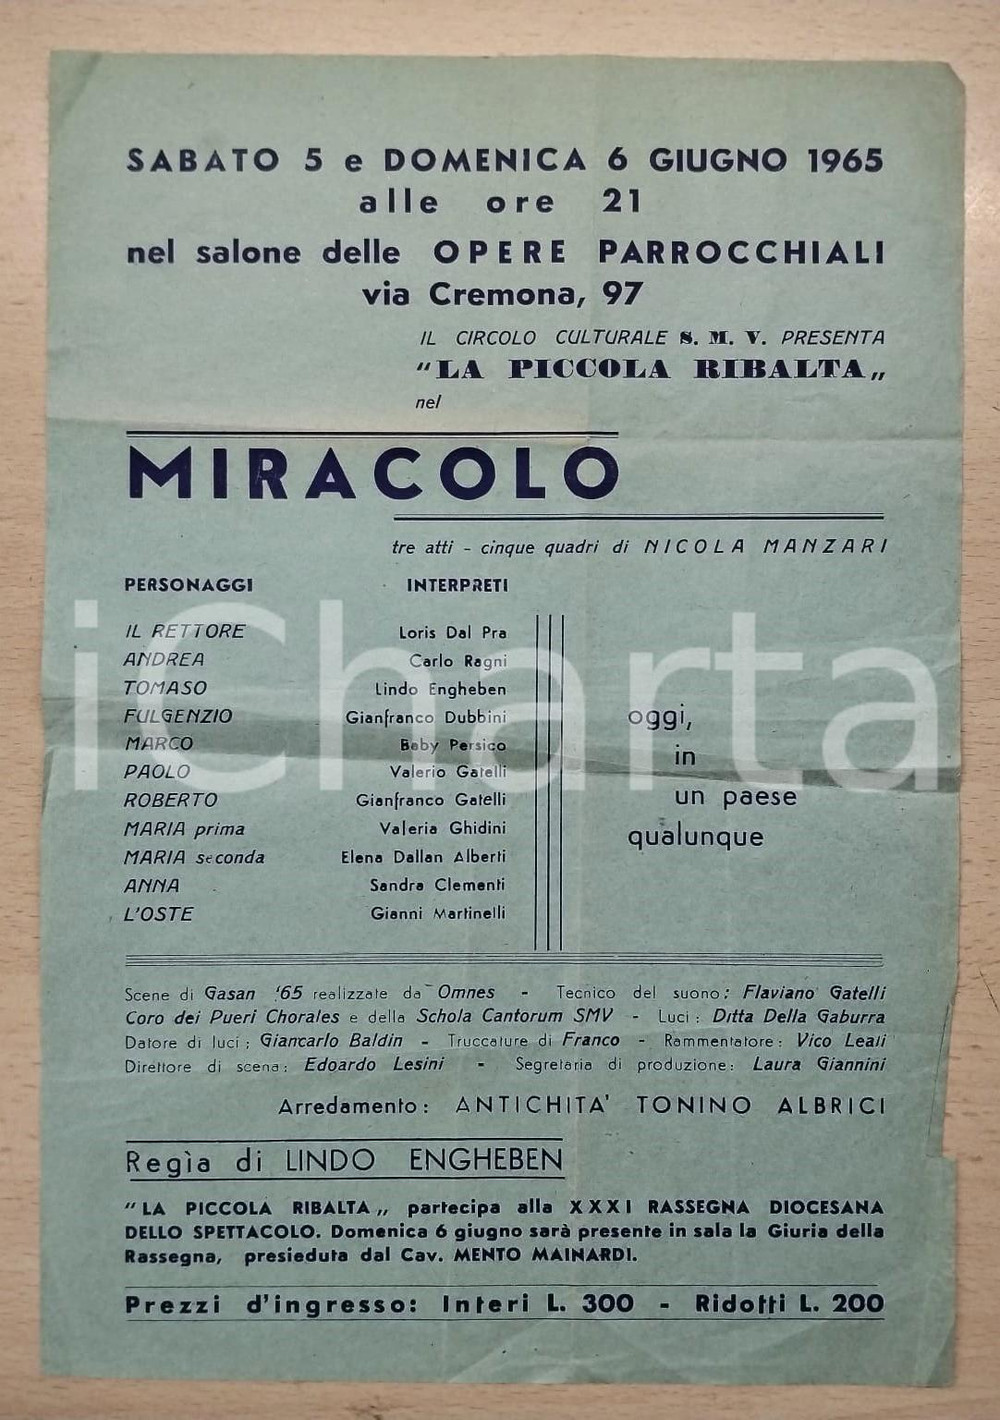 SABATO 5 e DOMENICA 6 GIUGNO 1965
alle ore 21
nel salone delle OPERE PARROCCHIALI
via Cremona, 97
IL CIRCOLO CULTURALE S. M. V. PRESENTA
"LA PICCOLA RIBALTA„
nel
MIRACOLO
tre atti - cinque quadri di NICOLA MANZARI
PERSONAGGI INTERPRETI
IL RETTORE Loris Dal Pra
ANDREA Carlo Ragni
TOMASO Lindo Engheben
FULGENZIO Gianfranco Dubbini
MARCO Baby Persico
PAOLO Valerio Gatelli
ROBERTO Gianfranco Gatelli
MARIA prima Valeria Ghidini
MARIA seconda Elena Dallan Alberti
ANNA Sandra Clementi
L'OSTE Gianni Martinelli
oggi,
in
un paese
qualunque
Scene di Gasan '65 realizzate da Omnes - Tecnico del suono: Flaviano Gatelli
Coro dei Pueri Chorales e della Schola Cantorum SMV - Luci: Ditta Della Gaburra
Datore di luci: Giancarlo Baldin - Truccature di Franco - Rammentatore: Vico Leali
Direttore di scena: Edoardo Lesini - Segretaria di produzione: Laura Giannini
Arredamento: ANTICHITA' TONINO ALBRICI
Regìa di LINDO ENGHEBEN
"LA PICCOLA RIBALTA„ partecipa alla XXXI RASSEGNA DIOCESANA
DELLO SPETTACOLO. Domenica 6 giugno sarà presente in sala la Giuria della
Rassegna, presieduta dal Cav. MENTO MAINARDI.
Prezzi d'ingresso: Interi L. 300 - Ridotti L. 200
iCharta